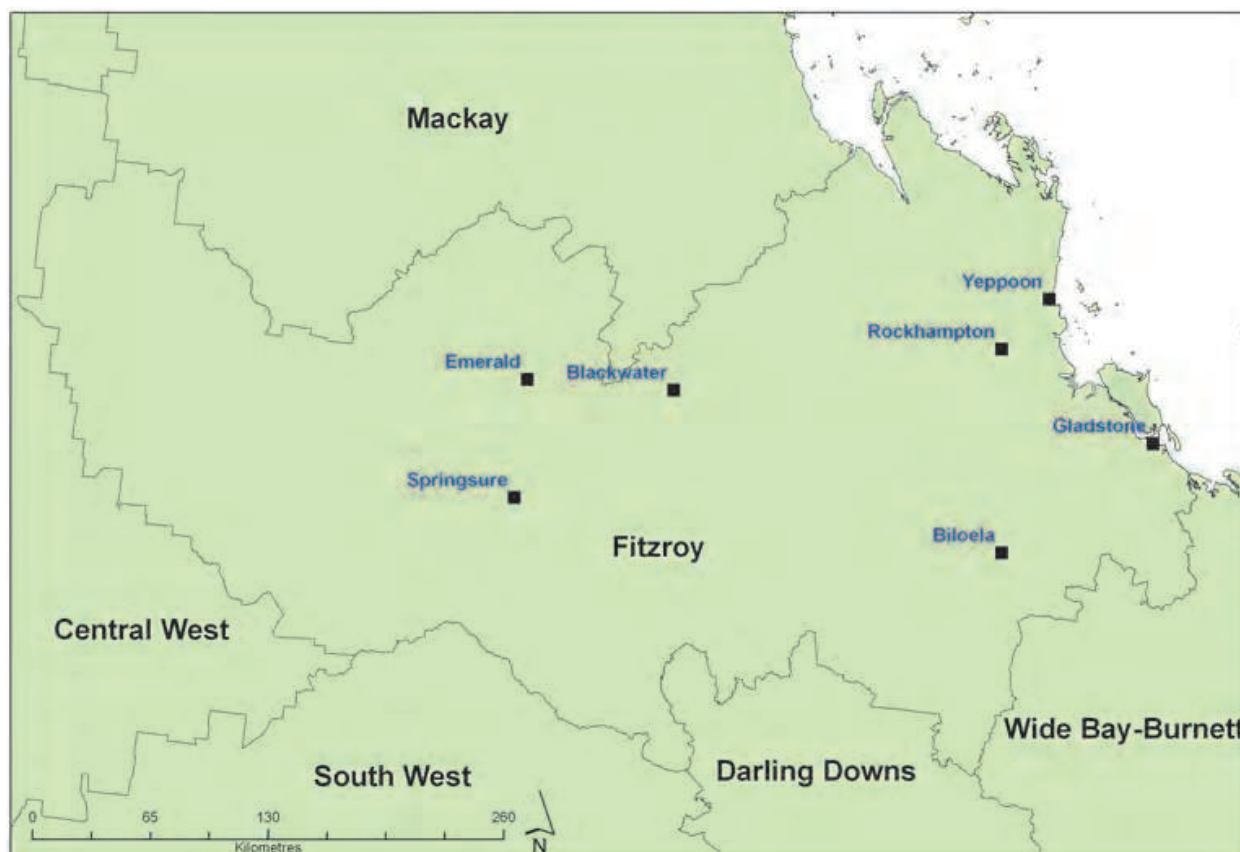 Mackay
Yeppoon
Rockhampton
Emerald
Blackwater
Gladstone
Springsure
Biloela
Fitzroy
Central West
Wide Bay-Burnett
South West
Darling Downs
0 65 130 260
Kilometres
N